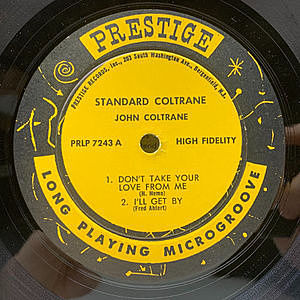 PRESTIGE
PRESTIGE RECORDS, Inc., 203 South Washington Ave., Bergenfield, N.J.
STANDARD COLTRANE
JOHN COLTRANE
PRLP 7243 A
HIGH FIDELITY
1. DON'T TAKE YOUR
LOVE FROM ME
(H. Nemo)
2. I'LL GET BY
(Fred Ahlert)
LONG PLAYING MICROGROOVE